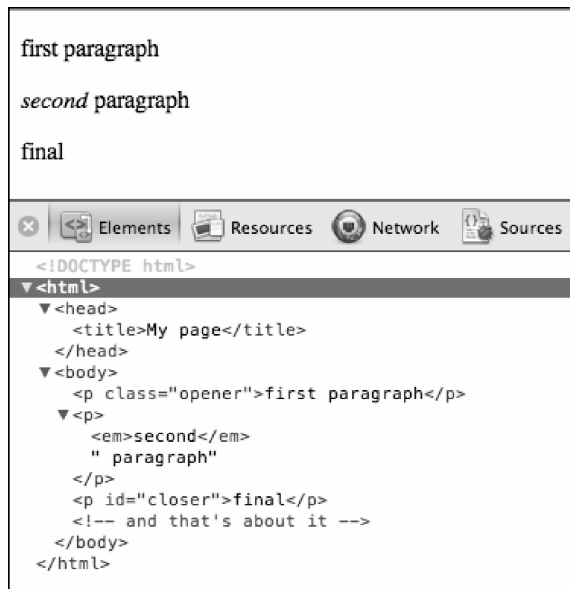 first paragraph
second paragraph
final
Elements Resources Network Sources
<!DOCTYPE html>
▼<html>
▼<head>
<title>My page</title>
</head>
▼<body>
<p class="opener">first paragraph</p>
▼<p>
<em>second</em>
" paragraph"
</p>
<p id="closer">final</p>
<!-- and that's about it -->
</body>
</html>